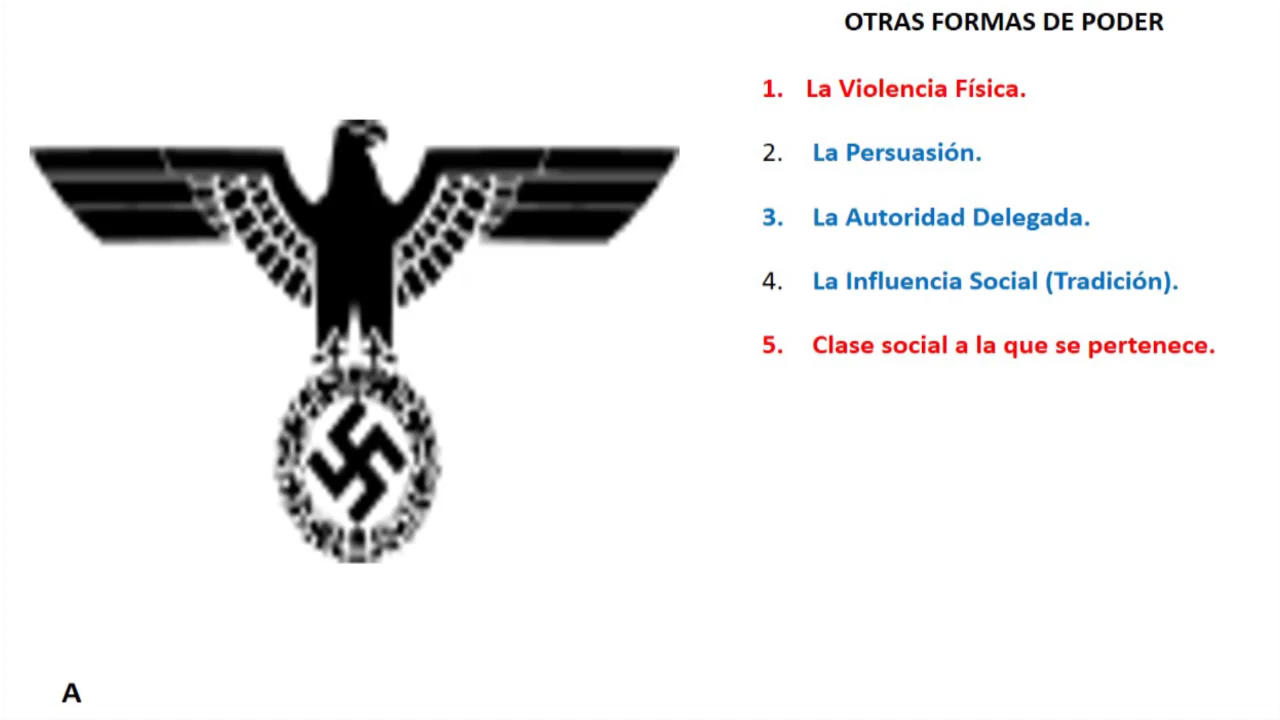 OTRAS FORMAS DE PODER
1. La Violencia Física.
2. La Persuasión.
3. La Autoridad Delegada.
4. La Influencia Social (Tradición).
5. Clase social a la que se pertenece.
A